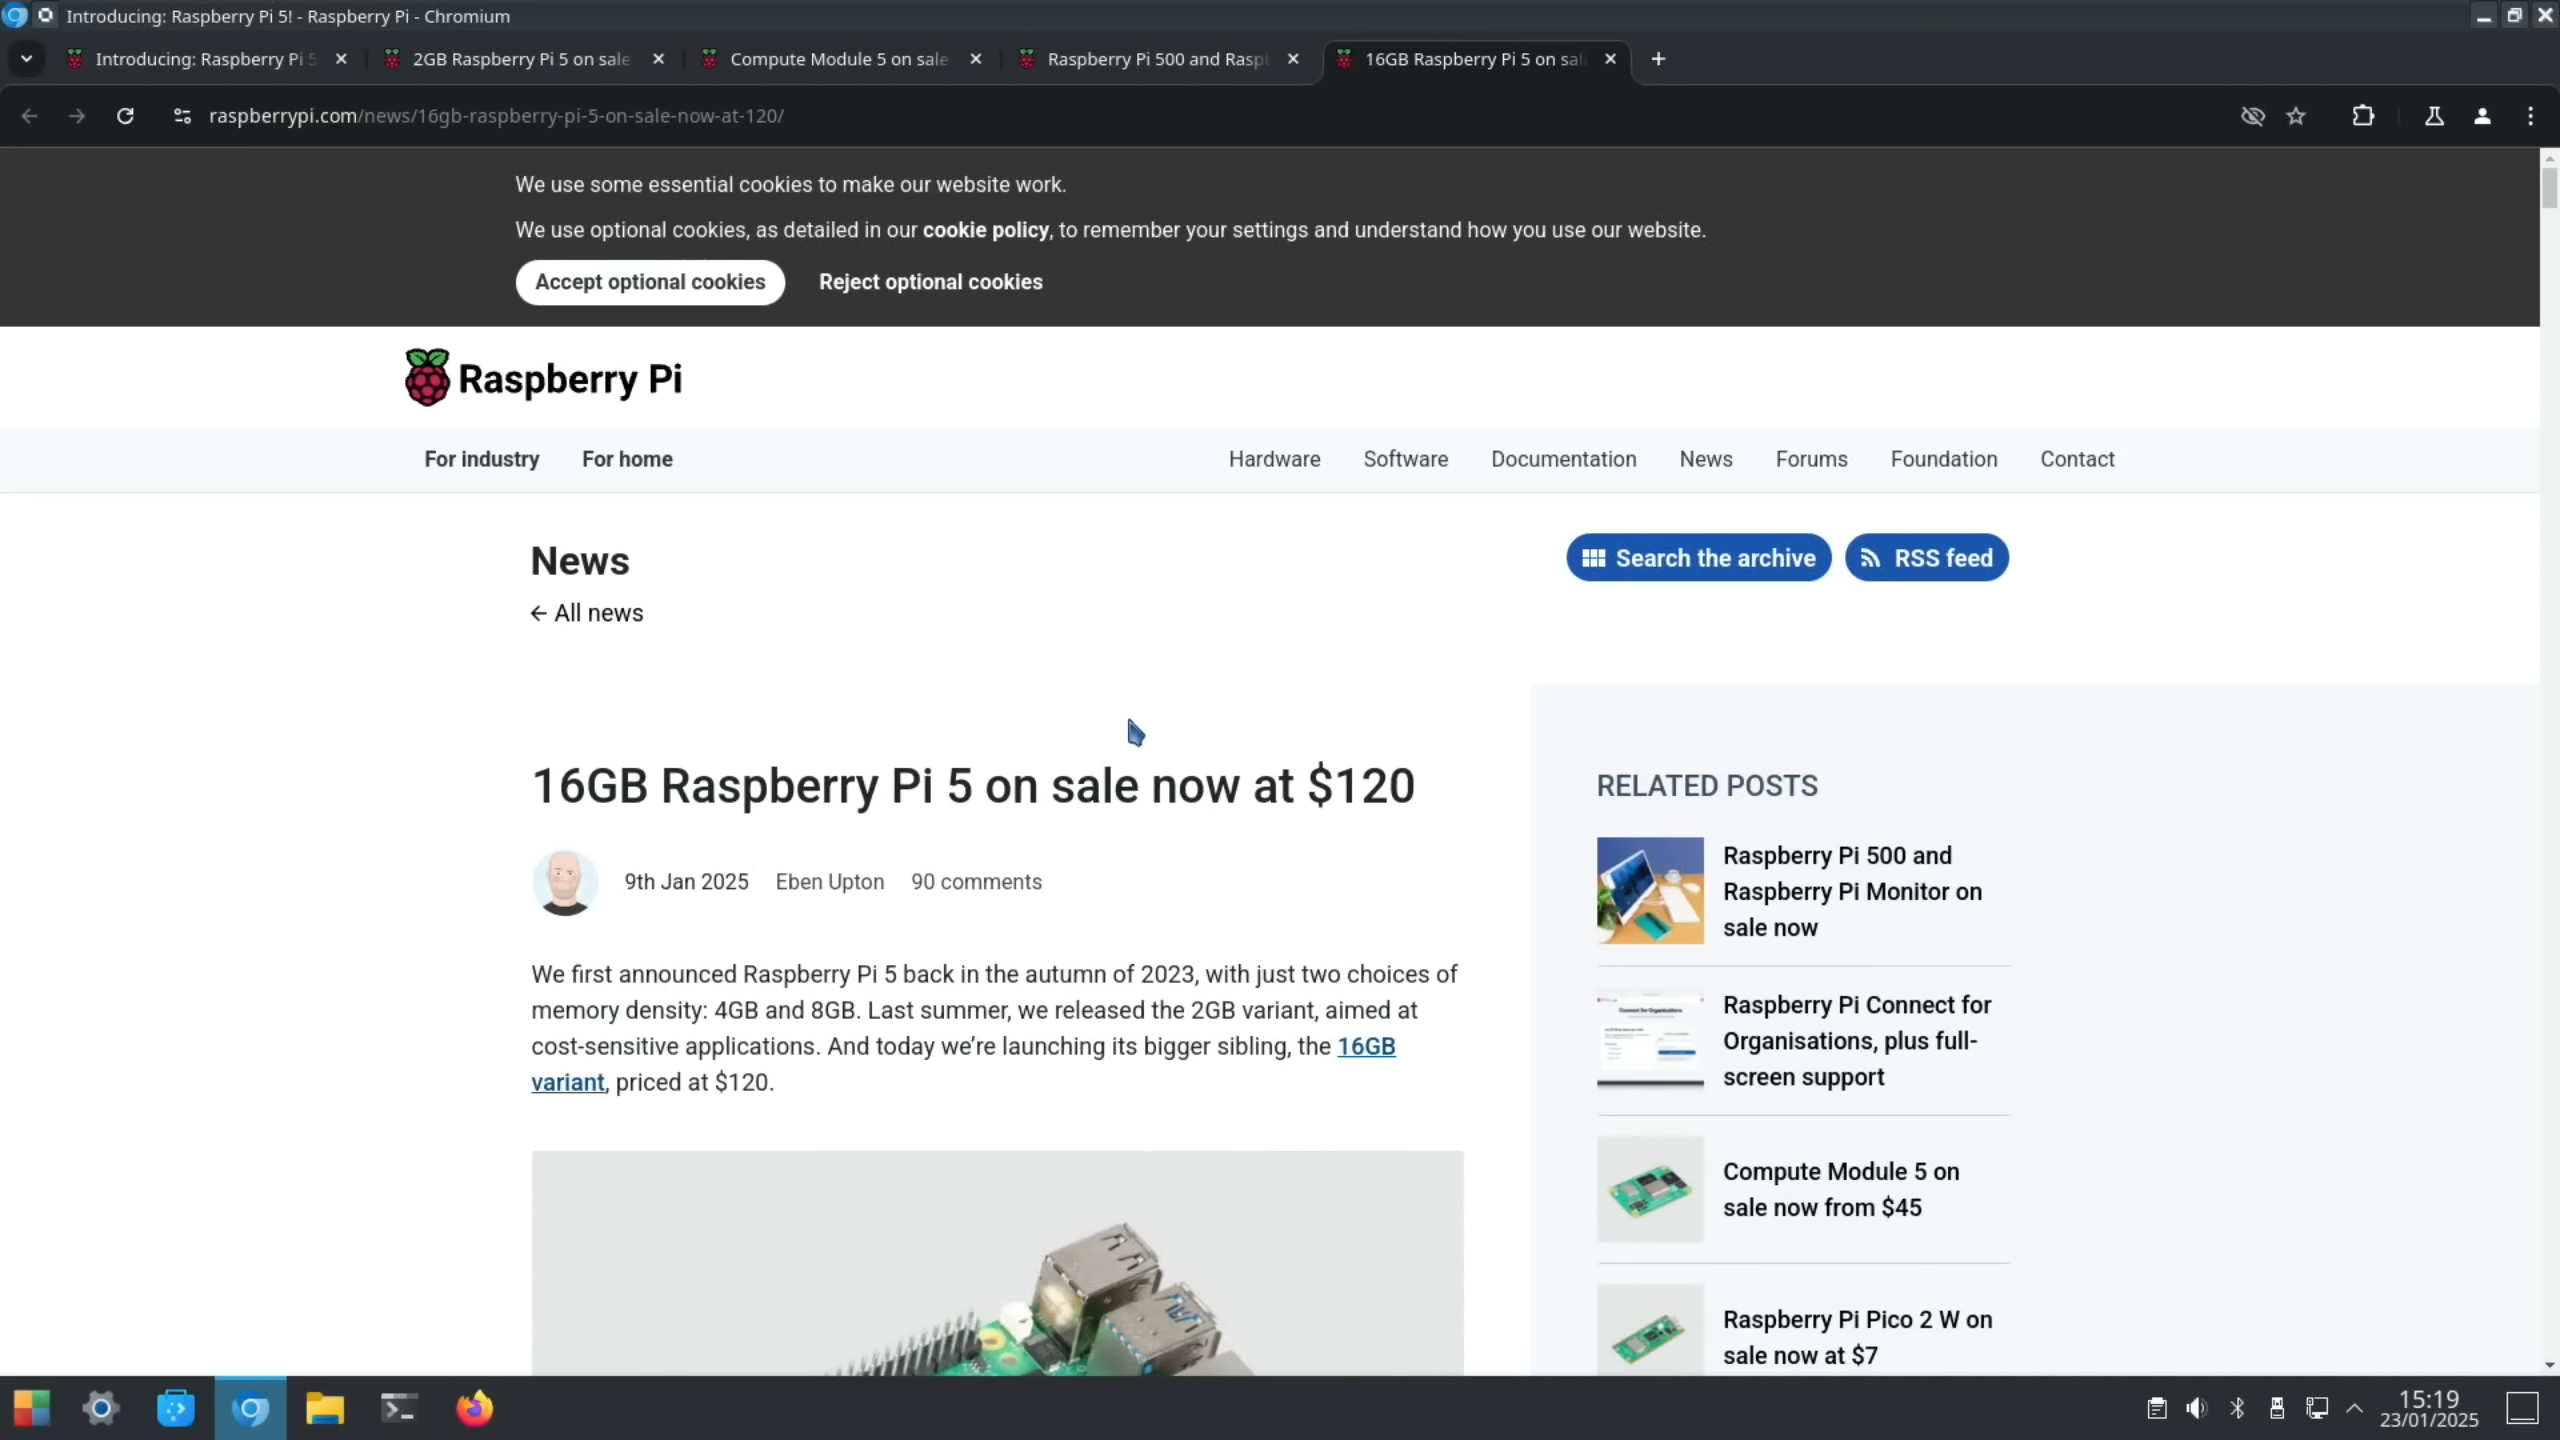 Introducing: Raspberry Pi 5! - Raspberry Pi - Chromium
Introducing: Raspberry Pi 5
2GB Raspberry Pi 5 on sale
Compute Module 5 on sale
Raspberry Pi 500 and Rasp
16GB Raspberry Pi 5 on sal
raspberrypi.com/news/16gb-raspberry-pi-5-on-sale-now-at-120/
We use some essential cookies to make our website work.
We use optional cookies, as detailed in our cookie policy, to remember your settings and understand how you use our website.
Accept optional cookies
Reject optional cookies
Raspberry Pi
For industry
For home
Hardware
Software
Documentation
News
Forums
Foundation
Contact
News
Search the archive
RSS feed
← All news
16GB Raspberry Pi 5 on sale now at $120
9th Jan 2025
Eben Upton
90 comments
We first announced Raspberry Pi 5 back in the autumn of 2023, with just two choices of
memory density: 4GB and 8GB. Last summer, we released the 2GB variant, aimed at
cost-sensitive applications. And today we’re launching its bigger sibling, the 16GB
variant, priced at $120.
RELATED POSTS
Raspberry Pi 500 and
Raspberry Pi Monitor on
sale now
Raspberry Pi Connect for
Organisations, plus full-
screen support
Compute Module 5 on
sale now from $45
Raspberry Pi Pico 2 W on
sale now at $7
15:19
23/01/2025